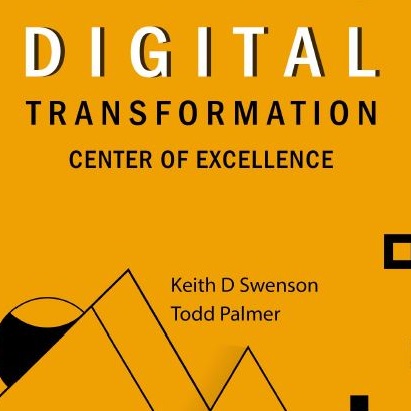 DIGITAL
TRANSFORMATION
CENTER OF EXCELLENCE
Keith D Swenson
Todd Palmer